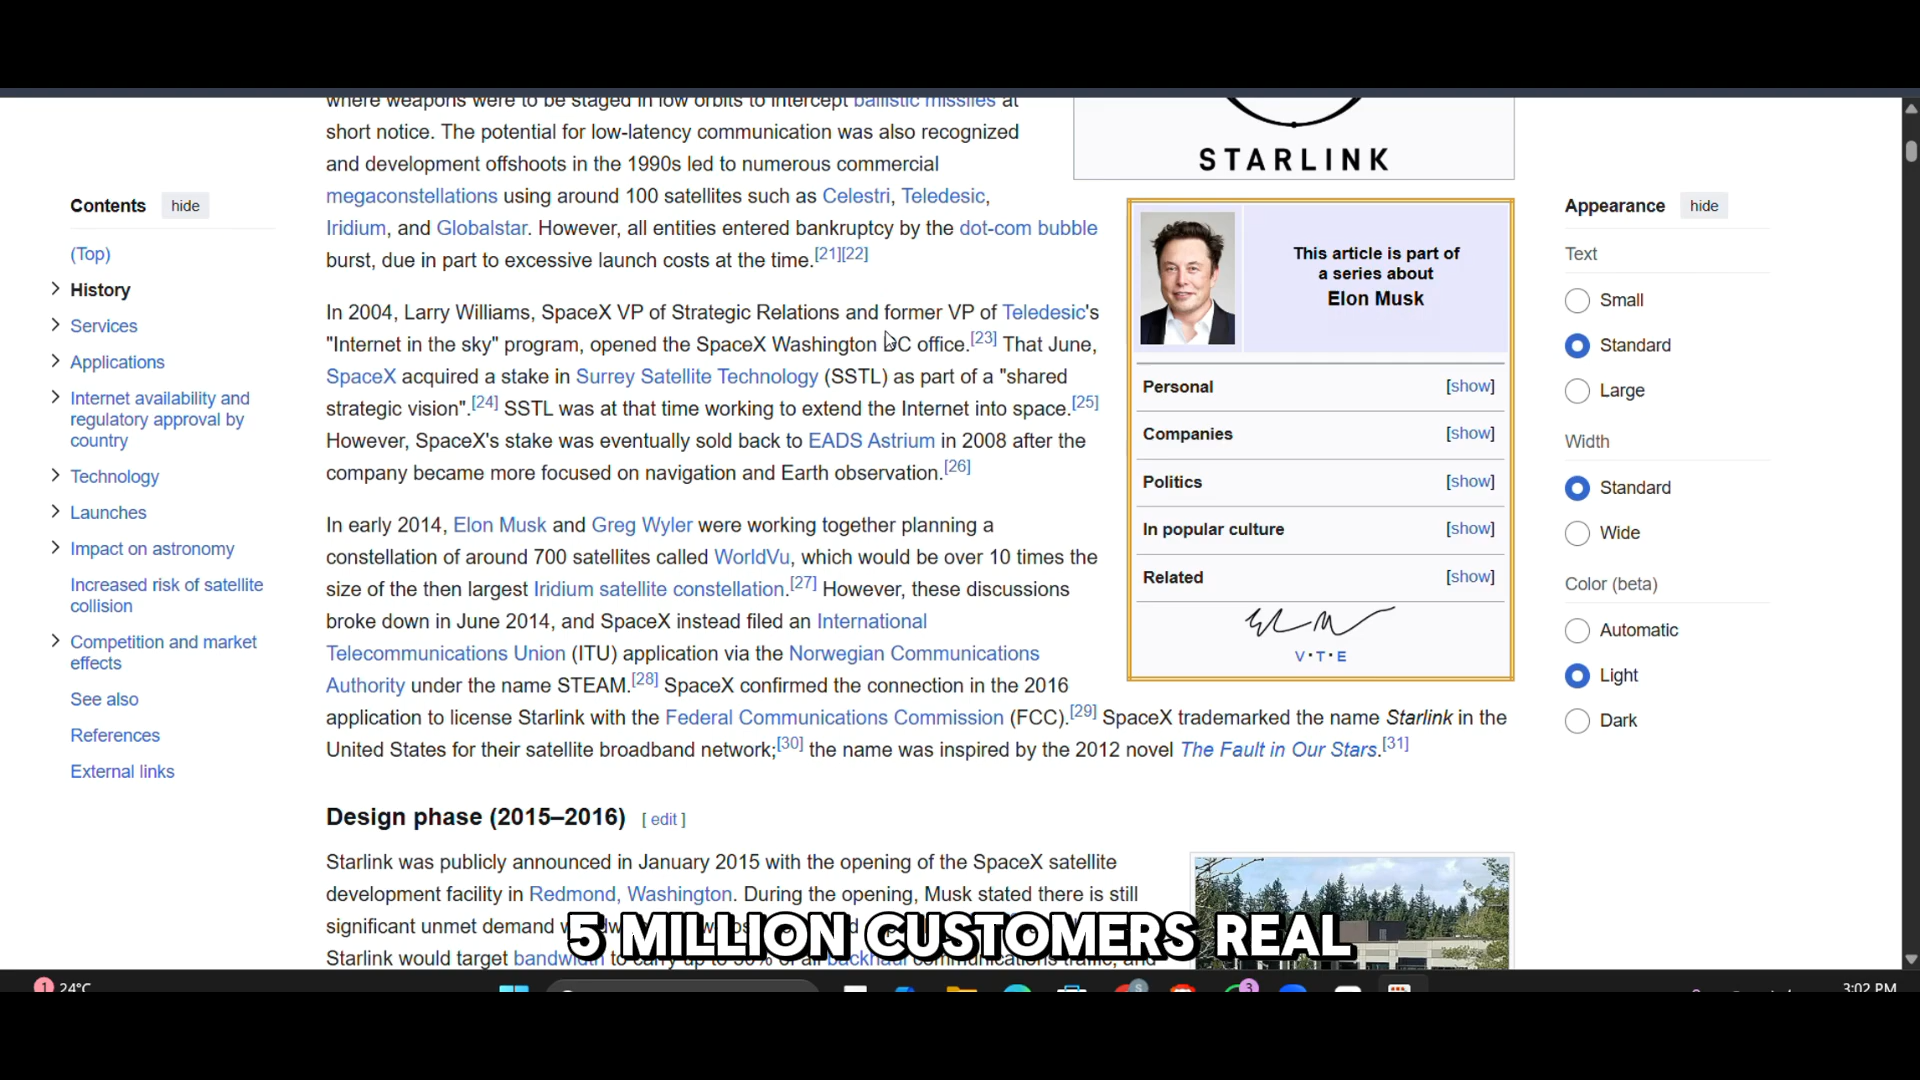 where weapons were to be staged in low orbits to intercept ballistic missiles at
short notice. The potential for low-latency communication was also recognized
and development offshoots in the 1990s led to numerous commercial
megaconstellations using around 100 satellites such as Celestri, Teledesic,
Iridium, and Globalstar. However, all entities entered bankruptcy by the dot-com bubble
burst, due in part to excessive launch costs at the time.[21][22]
In 2004, Larry Williams, SpaceX VP of Strategic Relations and former VP of Teledesic's
"Internet in the sky" program, opened the SpaceX Washington DC office.[23] That June,
SpaceX acquired a stake in Surrey Satellite Technology (SSTL) as part of a "shared
strategic vision".[24] SSTL was at that time working to extend the Internet into space.[25]
However, SpaceX's stake was eventually sold back to EADS Astrium in 2008 after the
company became more focused on navigation and Earth observation.[26]
In early 2014, Elon Musk and Greg Wyler were working together planning a
constellation of around 700 satellites called WorldVu, which would be over 10 times the
size of the then largest Iridium satellite constellation.[27] However, these discussions
broke down in June 2014, and SpaceX instead filed an International
Telecommunications Union (ITU) application via the Norwegian Communications
Authority under the name STEAM.[28] SpaceX confirmed the connection in the 2016
application to license Starlink with the Federal Communications Commission (FCC).[29] SpaceX trademarked the name Starlink in the
United States for their satellite broadband network;[30] the name was inspired by the 2012 novel The Fault in Our Stars.[31]
Design phase (2015–2016) [ edit ]
Starlink was publicly announced in January 2015 with the opening of the SpaceX satellite
development facility in Redmond, Washington. During the opening, Musk stated there is still
significant unmet demand
Starlink would target bandwidth to
5 MILLION CUSTOMERS REAL
Contents hide
(Top)
History
Services
Applications
Internet availability and
regulatory approval by
country
Technology
Launches
Impact on astronomy
Increased risk of satellite
collision
Competition and market
effects
See also
References
External links
STARLINK
This article is part of
a series about
Elon Musk
Personal [show]
Companies [show]
Politics [show]
In popular culture [show]
Related [show]
V·T·E
Appearance hide
Text
Small
Standard
Large
Width
Standard
Wide
Color (beta)
Automatic
Light
Dark
1 24°C
3
3:02 PM